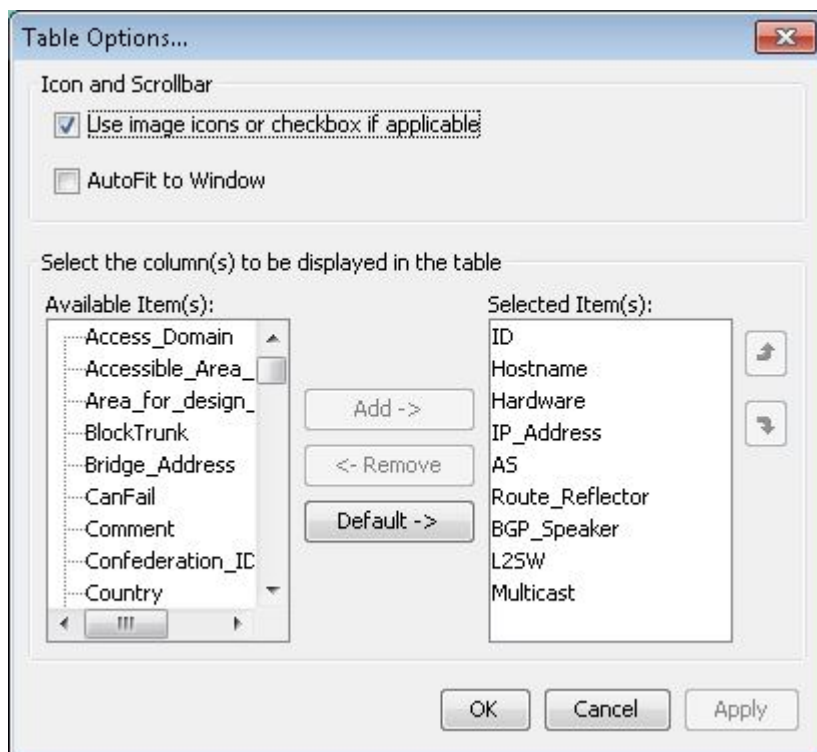 Table Options...
Icon and Scrollbar
Use image icons or checkbox if applicable
AutoFit to Window
Select the column(s) to be displayed in the table
Available Item(s):
Access_Domain
Accessible_Area_
Area_for_design_
BlockTrunk
Bridge_Address
CanFail
Comment
Confederation_ID
Country
Add ->
<- Remove
Default ->
Selected Item(s):
ID
Hostname
Hardware
IP_Address
AS
Route_Reflector
BGP_Speaker
L2SW
Multicast
OK
Cancel
Apply